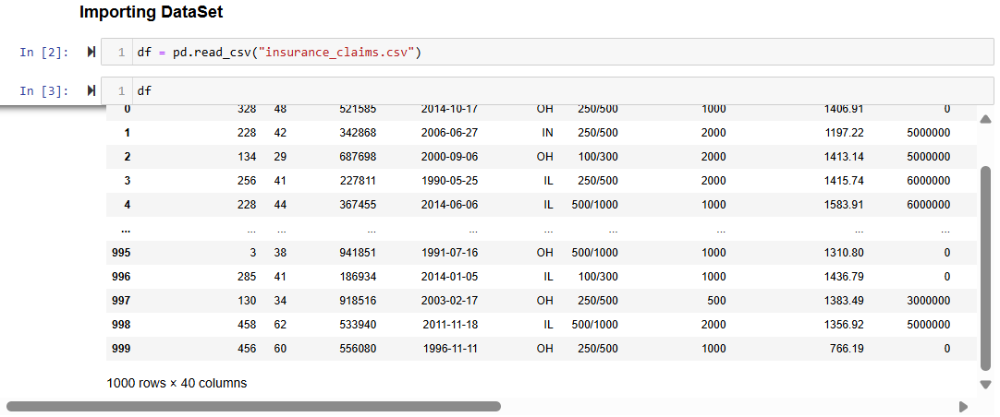 Importing DataSet
In [2]: 1 df = pd.read_csv("insurance_claims.csv")
In [3]: 1 df
0 328 48 521585 2014-10-17 OH 250/500 1000 1406.91 0
1 228 42 342868 2006-06-27 IN 250/500 2000 1197.22 5000000
2 134 29 687698 2000-09-06 OH 100/300 2000 1413.14 5000000
3 256 41 227811 1990-05-25 IL 250/500 2000 1415.74 6000000
4 228 44 367455 2014-06-06 IL 500/1000 1000 1583.91 6000000
... ... ... ... ... ... ... ... ... ...
995 3 38 941851 1991-07-16 OH 500/1000 1000 1310.80 0
996 285 41 186934 2014-01-05 IL 100/300 1000 1436.79 0
997 130 34 918516 2003-02-17 OH 250/500 500 1383.49 3000000
998 458 62 533940 2011-11-18 IL 500/1000 2000 1356.92 5000000
999 456 60 556080 1996-11-11 OH 250/500 1000 766.19 0
1000 rows × 40 columns